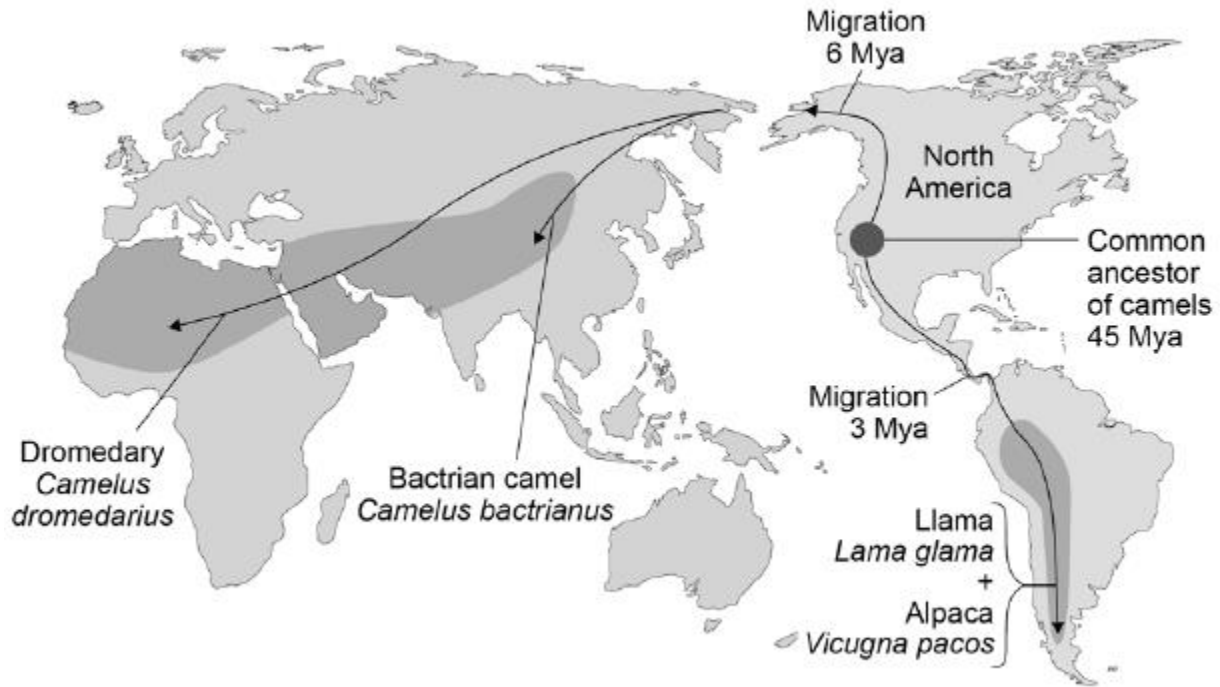 Migration
6 Mya
North
America
Common
ancestor
of camels
45 Mya
Migration
3 Mya
Dromedary
Camelus
dromedarius
Bactrian camel
Camelus bactrianus
Llama
Lama glama
+
Alpaca
Vicugna pacos